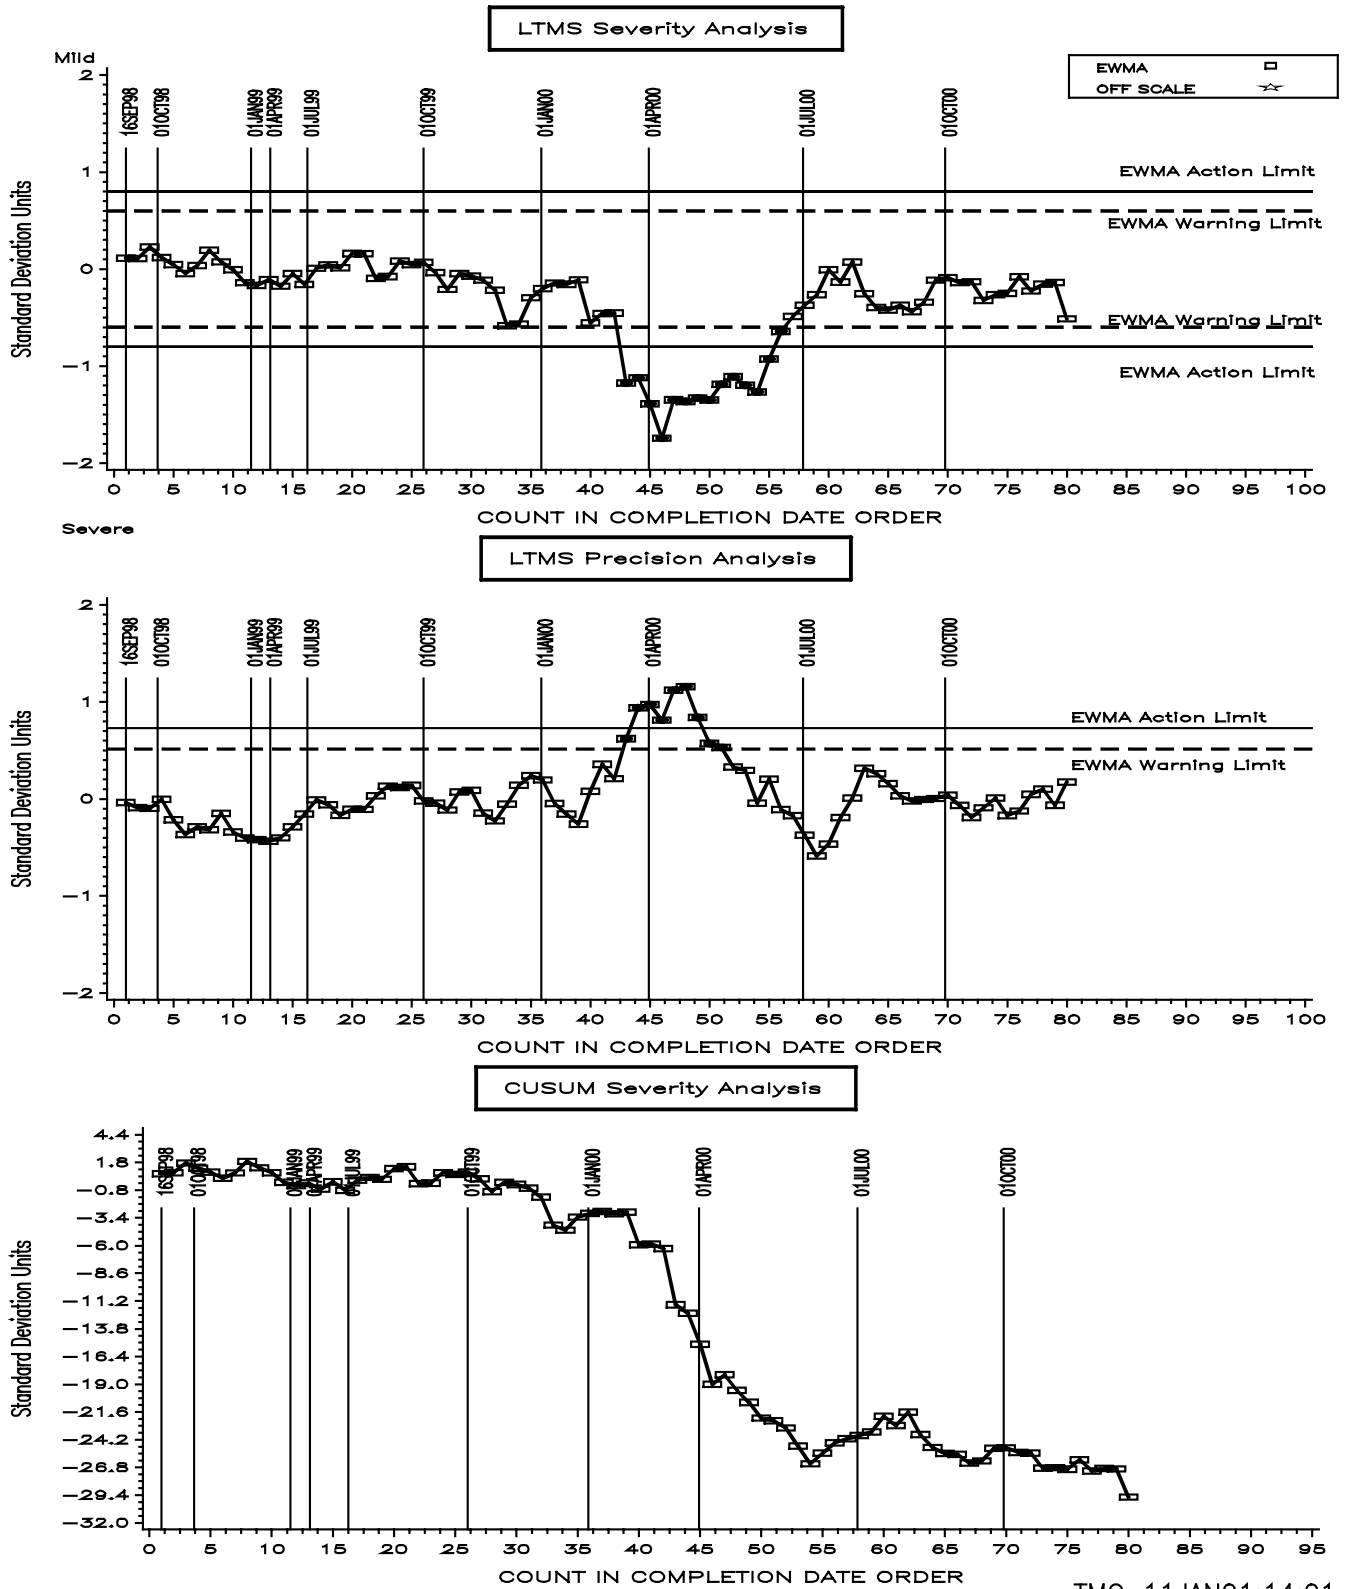 LTMS Severity Analysis
Mild
EWMA
OFF SCALE
2
1
0
−1
−2
Standard Deviation Units
16SEP98
01OCT98
01JAN99
01APR99
01JUL99
01OCT99
01JAN00
01APR00
01JUL00
01OCT00
EWMA Action Limit
EWMA Warning Limit
EWMA Warning Limit
EWMA Action Limit
0 5 10 15 20 25 30 35 40 45 50 55 60 65 70 75 80 85 90 95 100
COUNT IN COMPLETION DATE ORDER
Severe
LTMS Precision Analysis
2
1
0
−1
−2
Standard Deviation Units
16SEP98
01OCT98
01JAN99
01APR99
01JUL99
01OCT99
01JAN00
01APR00
01JUL00
01OCT00
EWMA Action Limit
EWMA Warning Limit
0 5 10 15 20 25 30 35 40 45 50 55 60 65 70 75 80 85 90 95 100
COUNT IN COMPLETION DATE ORDER
CUSUM Severity Analysis
4.4
1.8
−0.8
−3.4
−6.0
−8.6
−11.2
−13.8
−16.4
−19.0
−21.6
−24.2
−26.8
−29.4
−32.0
Standard Deviation Units
16SEP98
01OCT98
01JAN99
01APR99
01JUL99
01OCT99
01JAN00
01APR00
01JUL00
01OCT00
0 5 10 15 20 25 30 35 40 45 50 55 60 65 70 75 80 85 90 95
COUNT IN COMPLETION DATE ORDER